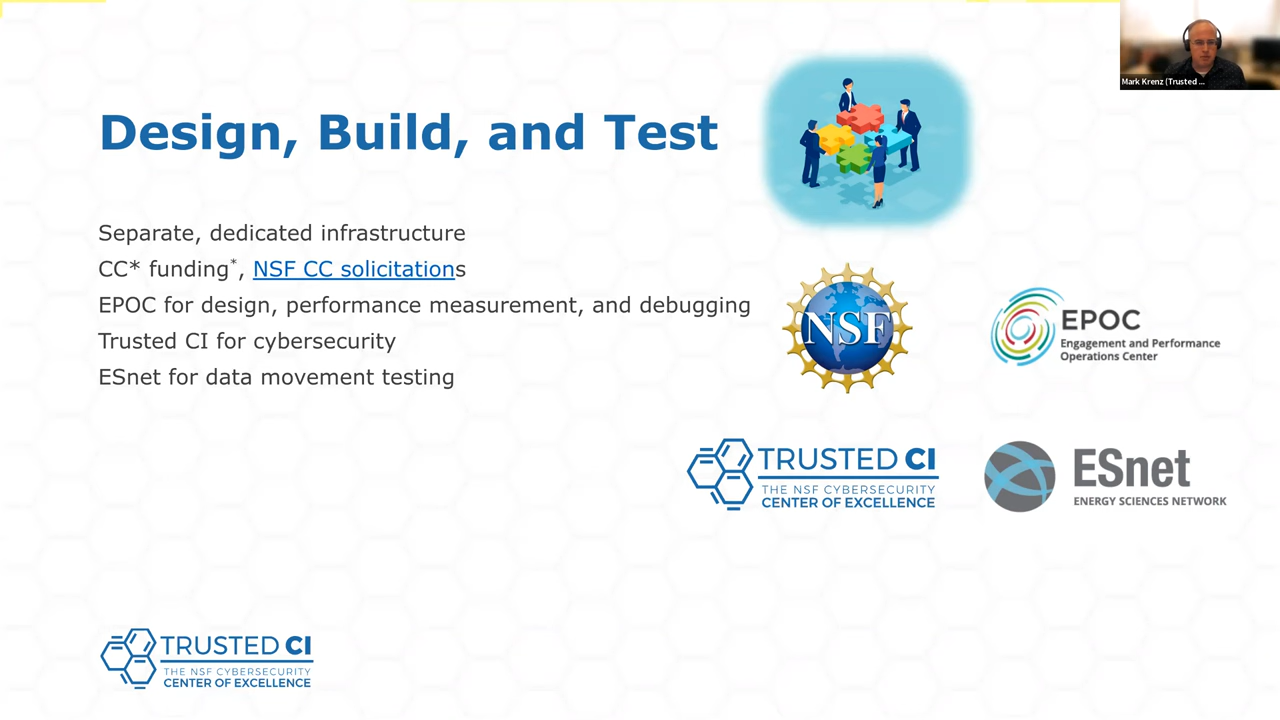 Mark Krenz (Trusted ...
Design, Build, and Test
Separate, dedicated infrastructure
CC* funding*, NSF CC solicitations
EPOC for design, performance measurement, and debugging
Trusted CI for cybersecurity
ESnet for data movement testing
NSF
EPOC
Engagement and Performance
Operations Center
TRUSTED CI
THE NSF CYBERSECURITY
CENTER OF EXCELLENCE
ESnet
ENERGY SCIENCES NETWORK
TRUSTED CI
THE NSF CYBERSECURITY
CENTER OF EXCELLENCE